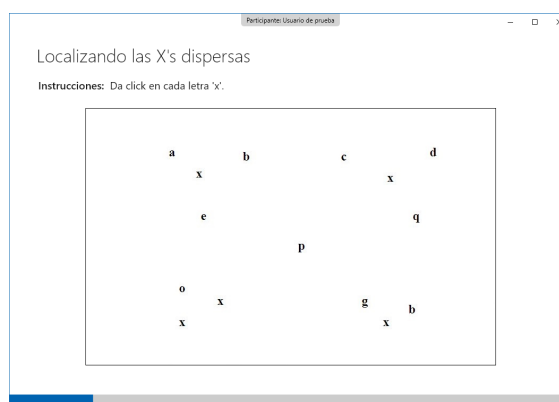 Participante: Usuario de prueba
Localizando las X's dispersas
Instrucciones: Da click en cada letra 'x'.
a b c d
x x
e q
p
o
x g b
x x